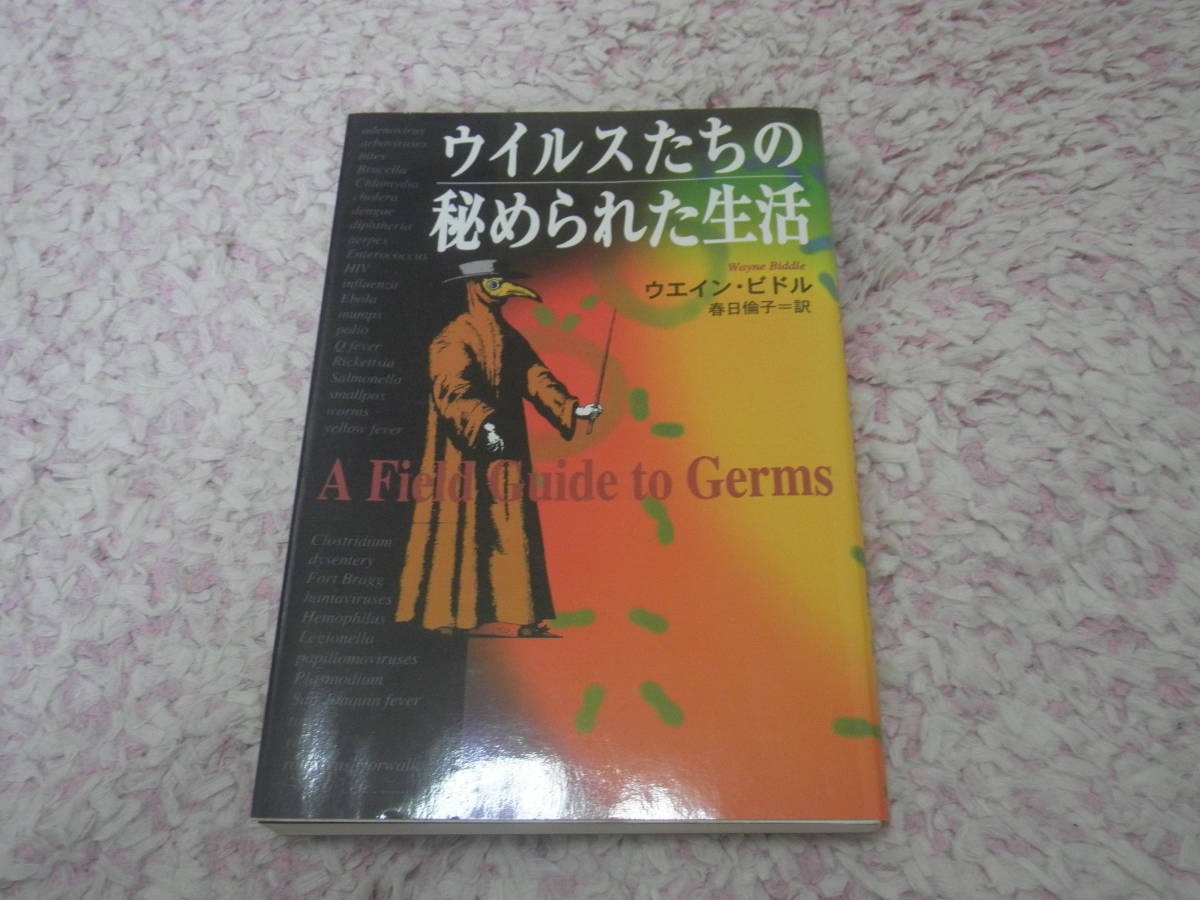 ウイルスたちの
秘められた生活
Wayne Biddle
ウエイン・ビドル
春日倫子＝訳
adenovirus
arboviruses
bites
Brucella
Chlamydia
cholera
dengue
diphtheria
herpes
Enterococcus
HIV
influenza
Ebola
mumps
polio
Q fever
Rickettsia
Salmonella
smallpox
worms
yellow fever
A Field Guide to Germs
Clostridium
dysentery
Fort Bragg
hantaviruses
Hemophilus
Legionella
papillomaviruses
Plasmodium
San Joaquin fever
Norwalk